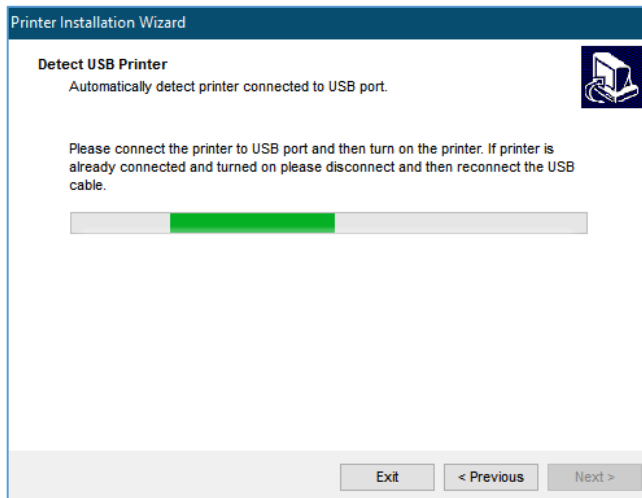 Printer Installation Wizard
Detect USB Printer
Automatically detect printer connected to USB port.
Please connect the printer to USB port and then turn on the printer. If printer is
already connected and turned on please disconnect and then reconnect the USB
cable.
Exit
< Previous
Next >